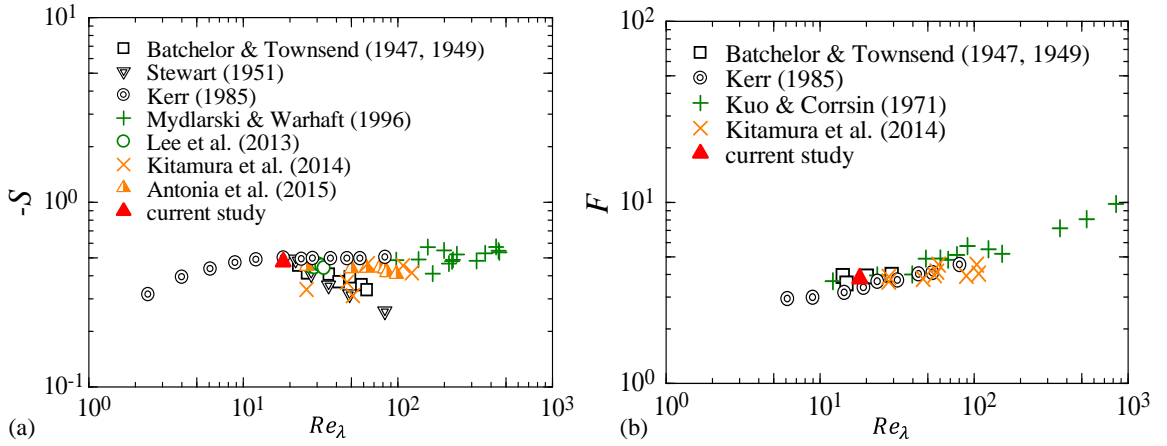 10^1
Batchelor & Townsend (1947, 1949)
Stewart (1951)
Kerr (1985)
Mydlarski & Warhaft (1996)
Lee et al. (2013)
Kitamura et al. (2014)
Antonia et al. (2015)
current study
-S
10^0
10^-1
10^0
10^1
10^2
10^3
(a)
Re_λ
10^2
Batchelor & Townsend (1947, 1949)
Kerr (1985)
Kuo & Corrsin (1971)
Kitamura et al. (2014)
current study
F
10^1
10^0
10^0
10^1
10^2
10^3
(b)
Re_λ